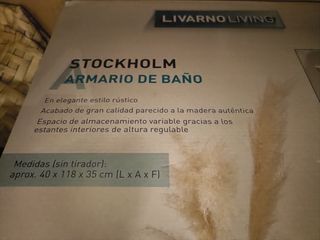 LIVARNO LIVING
STOCKHOLM
ARMARIO DE BAÑO
En elegante estilo rústico
Acabado de gran calidad parecido a la madera auténtica
Espacio de almacenamiento variable gracias a los
estantes interiores de altura regulable
Medidas (sin tirador):
aprox. 40 x 118 x 35 cm (L x A x F)